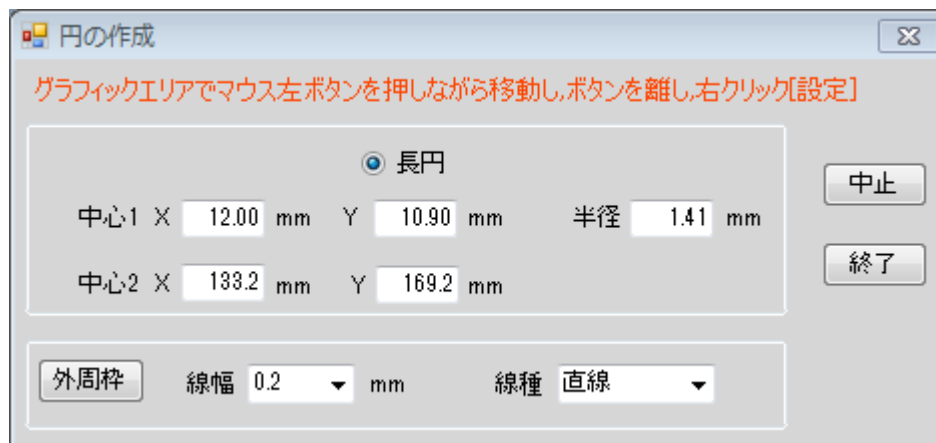 円の作成
グラフィックエリアでマウス左ボタンを押しながら移動し,ボタンを離し,右クリック[設定]
長円
中心1 X 12.00 mm Y 10.90 mm 半径 1.41 mm
中止
中心2 X 133.2 mm Y 169.2 mm
終了
外周枠 線幅 0.2 mm 線種 直線